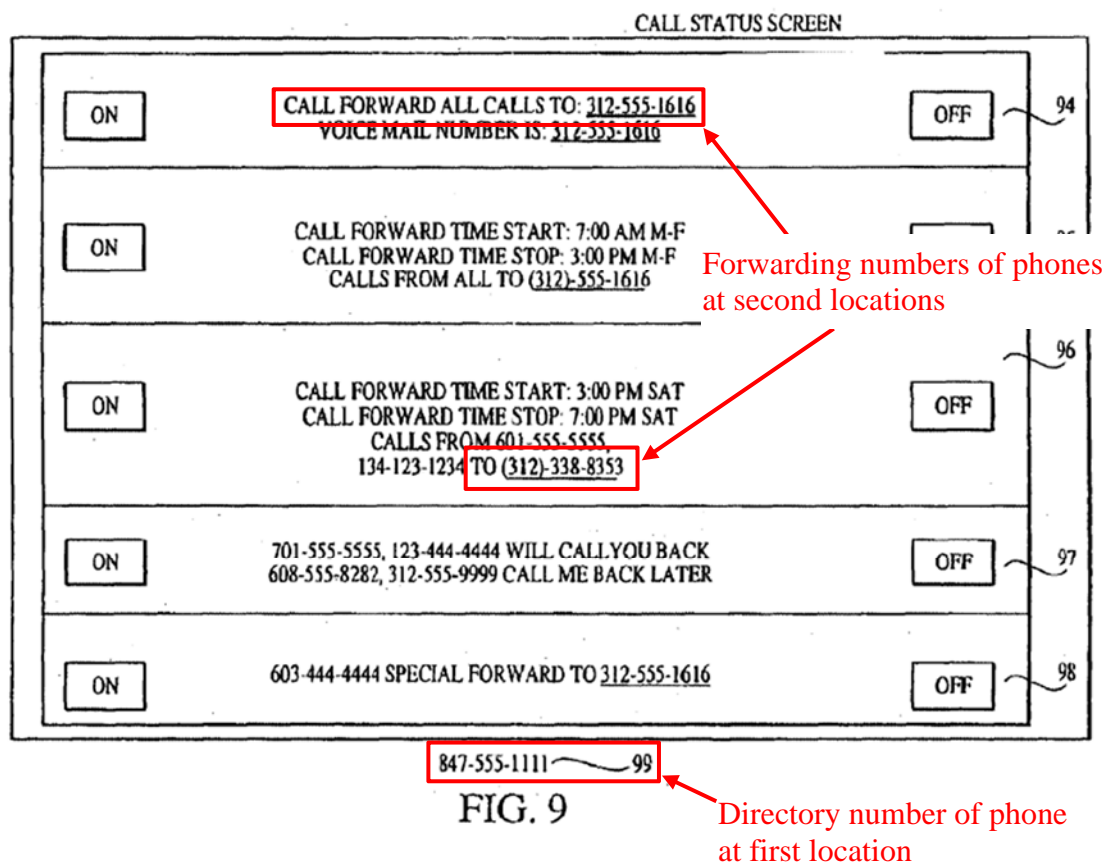 CALL STATUS SCREEN
ON
CALL FORWARD ALL CALLS TO: 312-555-1616
VOICE MAIL NUMBER IS: 312-555-1616
OFF
94
ON
CALL FORWARD TIME START: 7:00 AM M-F
CALL FORWARD TIME STOP: 3:00 PM M-F
CALLS FROM ALL TO (312)-555-1616
Forwarding numbers of phones
at second locations
96
ON
CALL FORWARD TIME START: 3:00 PM SAT
CALL FORWARD TIME STOP: 7:00 PM SAT
CALLS FROM 601-555-5555,
134-123-1234 TO (312)-338-8353
OFF
ON
701-555-5555, 123-444-4444 WILL CALL YOU BACK
608-555-8282, 312-555-9999 CALL ME BACK LATER
OFF
97
ON
603-444-4444 SPECIAL FORWARD TO 312-555-1616
OFF
98
847-555-1111 99
FIG. 9
Directory number of phone
at first location